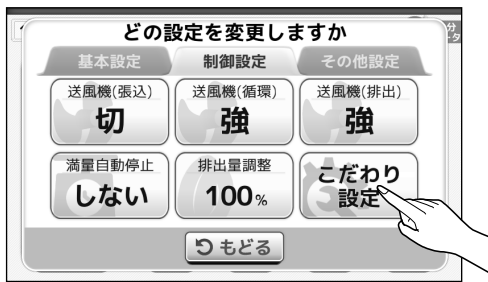 どの設定を変更しますか
基本設定 制御設定 その他設定
送風機(張込) 送風機(循環) 送風機(排出)
切 強 強
満量自動停止 排出量調整 こだわり
しない 100% 設定
もどる